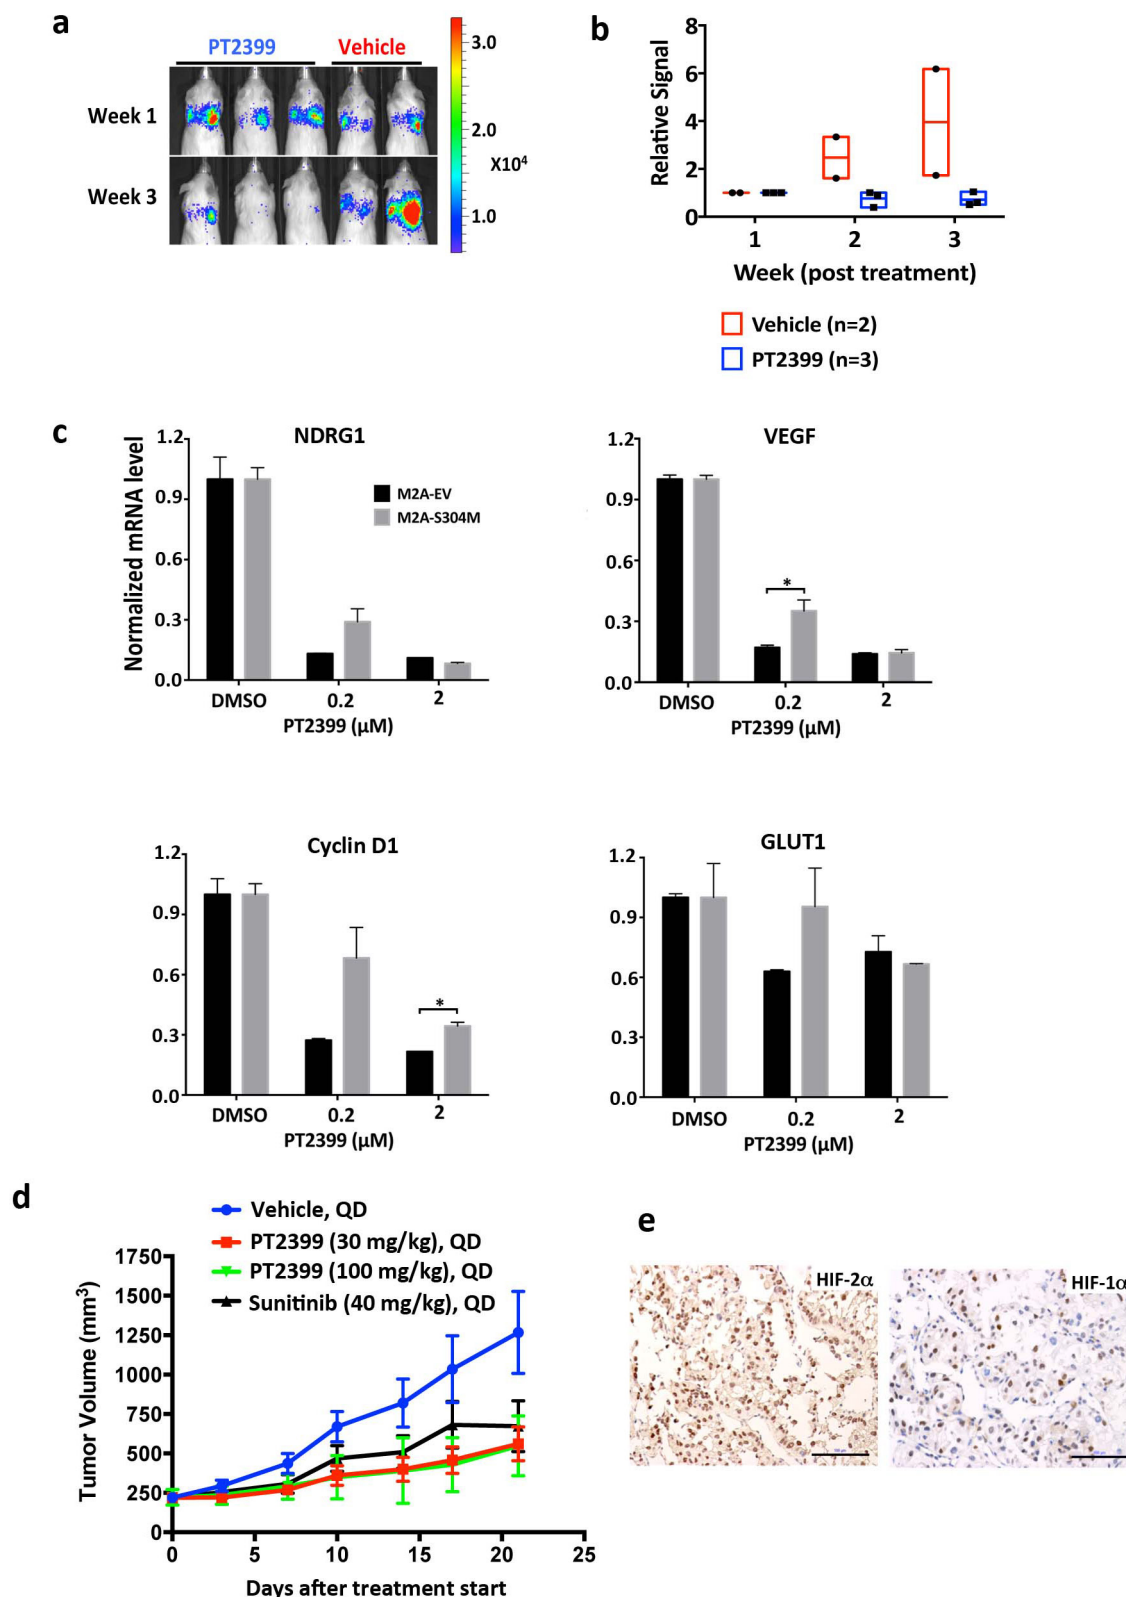 a
PT2399 Vehicle
Week 1
Week 3
3.0
2.0
X10⁴
1.0
b
Relative Signal
8
6
4
2
0
1 2 3
Week (post treatment)
Vehicle (n=2)
PT2399 (n=3)
c
NDRG1
Normalized mRNA level
1.2
0.9
0.6
0.3
0.0
M2A-EV
M2A-S304M
DMSO 0.2 2
PT2399 (µM)
VEGF
1.2
0.9
0.6
0.3
0.0
*
DMSO 0.2 2
PT2399 (µM)
Cyclin D1
1.2
0.9
0.6
0.3
0.0
*
DMSO 0.2 2
PT2399 (µM)
GLUT1
1.2
0.9
0.6
0.3
0.0
DMSO 0.2 2
PT2399 (µM)
d
Vehicle, QD
PT2399 (30 mg/kg), QD
PT2399 (100 mg/kg), QD
Sunitinib (40 mg/kg), QD
Tumor Volume (mm³)
1750
1500
1250
1000
750
500
250
0
0 5 10 15 20 25
Days after treatment start
e
HIF-2α
HIF-1α